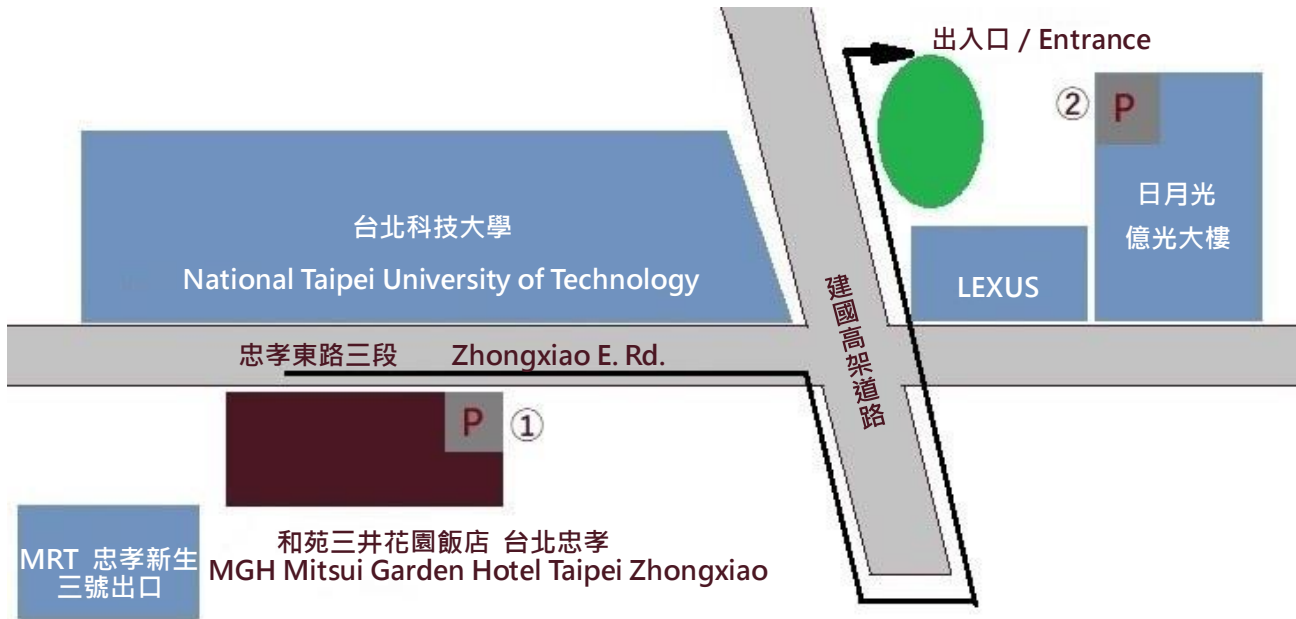 出入口 / Entrance
② P
日月光
億光大樓
台北科技大學
National Taipei University of Technology
LEXUS
建國高架道路
忠孝東路三段 Zhongxiao E. Rd.
P ①
和苑三井花園飯店 台北忠孝
MGH Mitsui Garden Hotel Taipei Zhongxiao
MRT 忠孝新生
三號出口